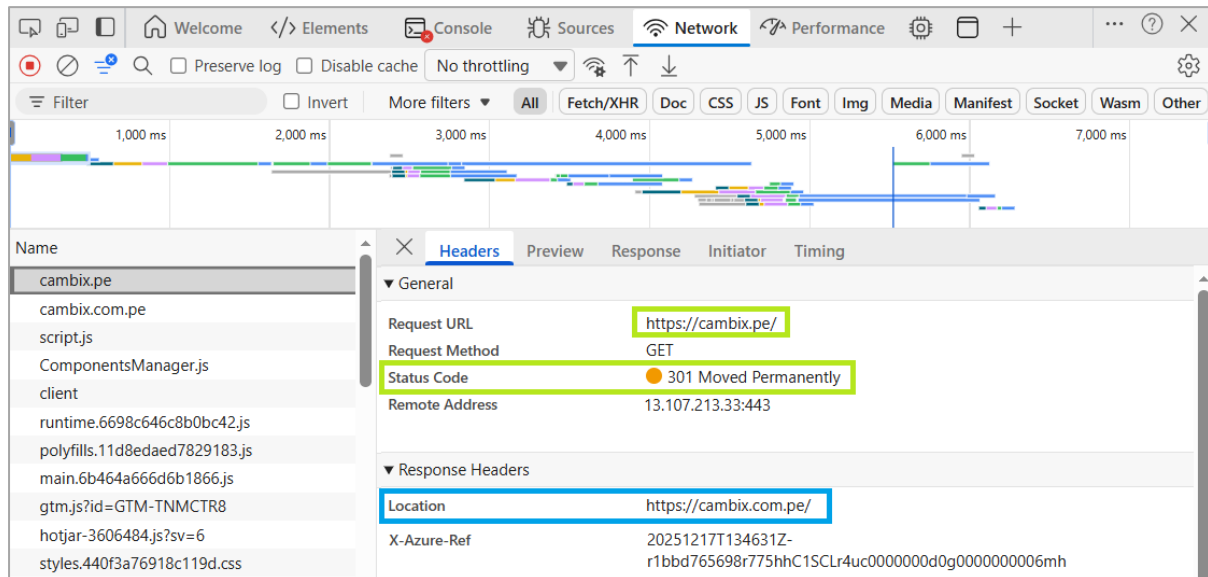 Welcome </> Elements Console Sources Network Performance
Preserve log Disable cache No throttling
Filter Invert More filters All Fetch/XHR Doc CSS JS Font Img Media Manifest Socket Wasm Other
1,000 ms 2,000 ms 3,000 ms 4,000 ms 5,000 ms 6,000 ms 7,000 ms
Name
cambix.pe
cambix.com.pe
script.js
ComponentsManager.js
client
runtime.6698c646c8b0bc42.js
polyfills.11d8edaed7829183.js
main.6b464a666d6b1866.js
gtm.js?id=GTM-TNMCTR8
hotjar-3606484.js?sv=6
styles.440f3a76918c119d.css
Headers Preview Response Initiator Timing
General
Request URL https://cambix.pe/
Request Method GET
Status Code 301 Moved Permanently
Remote Address 13.107.213.33:443
Response Headers
Location https://cambix.com.pe/
X-Azure-Ref 20251217T134631Z-
r1bbd765698r775hhC1SCLr4uc0000000d0g0000000006mh